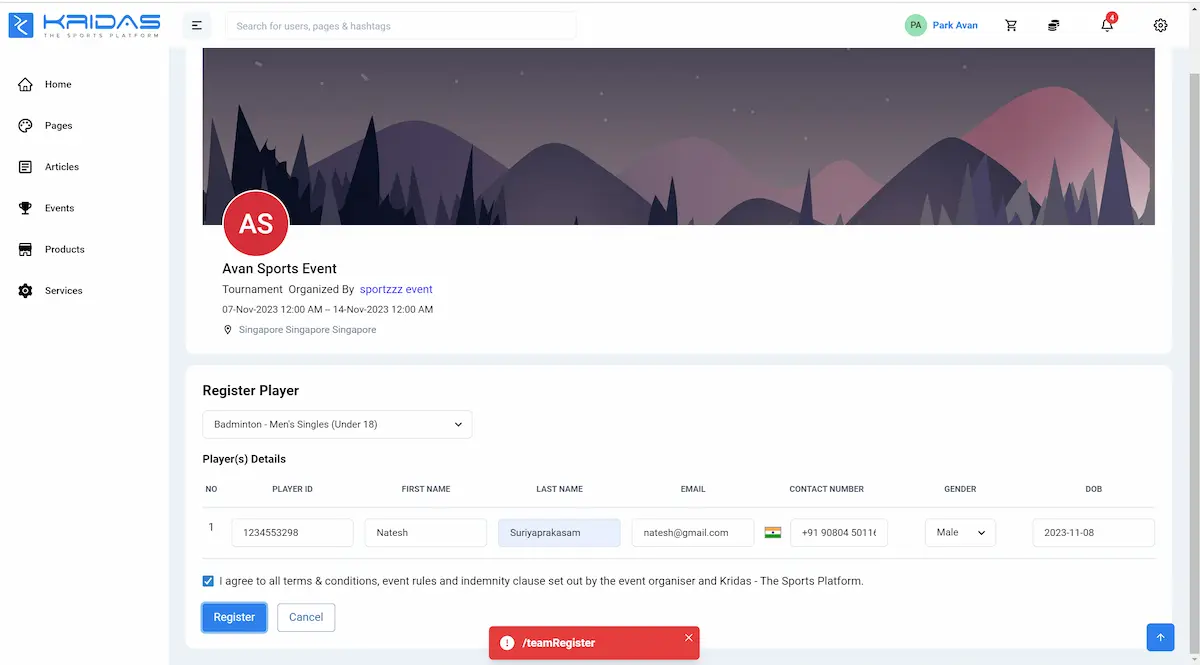 KRIDAS
THE SPORTS PLATFORM
Search for users, pages & hashtags
PA Park Avan
4
Home
Pages
Articles
Events
Products
Services
AS
Avan Sports Event
Tournament Organized By sportzzz event
07-Nov-2023 12:00 AM – 14-Nov-2023 12:00 AM
Singapore Singapore Singapore
Register Player
Badminton - Men's Singles (Under 18)
Player(s) Details
NO PLAYER ID FIRST NAME LAST NAME EMAIL CONTACT NUMBER GENDER DOB
1 1234553298 Natesh Suriyaprakasam natesh@gmail.com +91 90804 5011 Male 2023-11-08
I agree to all terms & conditions, event rules and indemnity clause set out by the event organiser and Kridas - The Sports Platform.
Register Cancel
/teamRegister